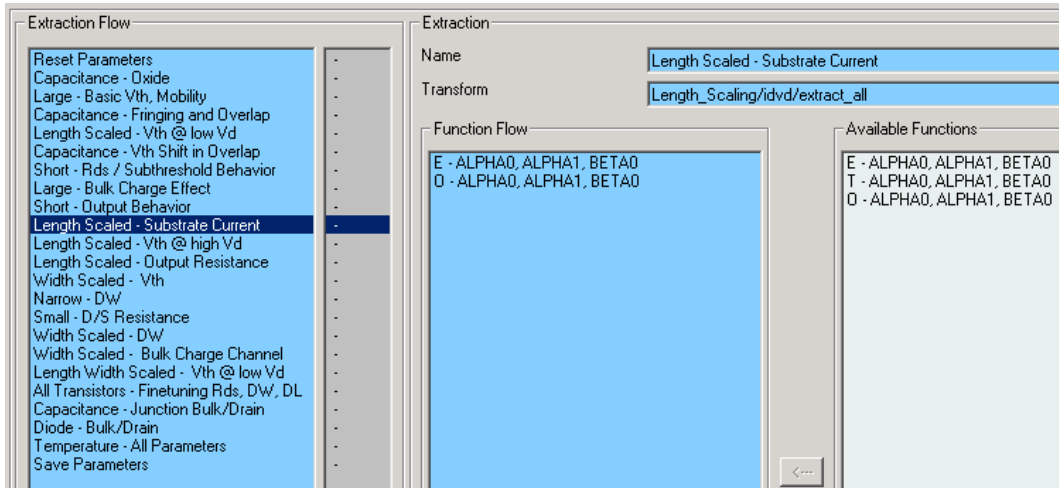 Extraction Flow
Reset Parameters -
Capacitance - Oxide -
Large - Basic Vth, Mobility -
Capacitance - Fringing and Overlap -
Length Scaled - Vth @ low Vd -
Capacitance - Vth Shift in Overlap -
Short - Rds / Subthreshold Behavior -
Large - Bulk Charge Effect -
Short - Output Behavior -
Length Scaled - Substrate Current -
Length Scaled - Vth @ high Vd -
Length Scaled - Output Resistance -
Width Scaled - Vth -
Narrow - DW -
Small - D/S Resistance -
Width Scaled - DW -
Width Scaled - Bulk Charge Channel -
Length Width Scaled - Vth @ low Vd -
All Transistors - Finetuning Rds, DW, DL -
Capacitance - Junction Bulk/Drain -
Diode - Bulk/Drain -
Temperature - All Parameters -
Save Parameters -
Extraction
Name Length Scaled - Substrate Current
Transform Length_Scaling/idvd/extract_all
Function Flow
E - ALPHA0, ALPHA1, BETA0
O - ALPHA0, ALPHA1, BETA0
<---
Available Functions
E - ALPHA0, ALPHA1, BETA0
T - ALPHA0, ALPHA1, BETA0
O - ALPHA0, ALPHA1, BETA0